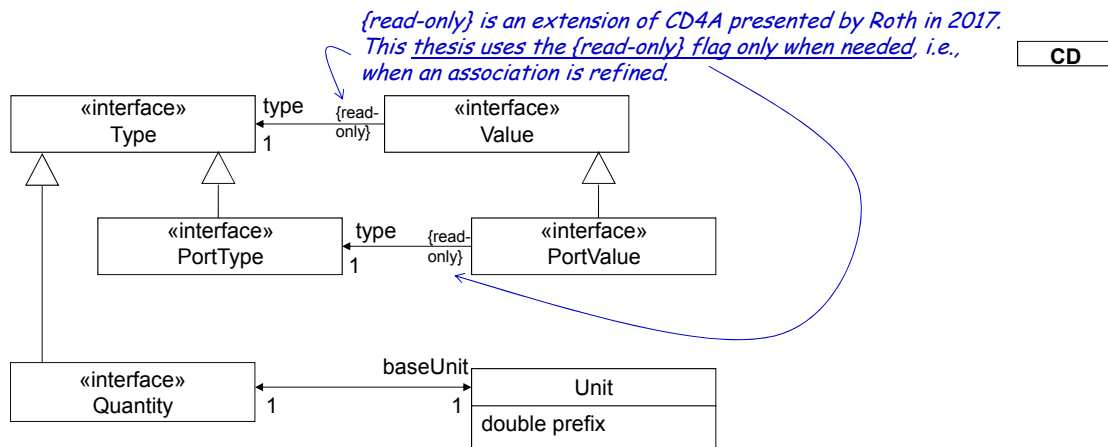 {read-only} is an extension of CD4A presented by Roth in 2017.
This thesis uses the {read-only} flag only when needed, i.e.,
when an association is refined.
CD
«interface»
Type
type
1
{read-
only}
«interface»
Value
«interface»
PortType
type
1
{read-
only}
«interface»
PortValue
«interface»
Quantity
1
baseUnit
1
Unit
double prefix